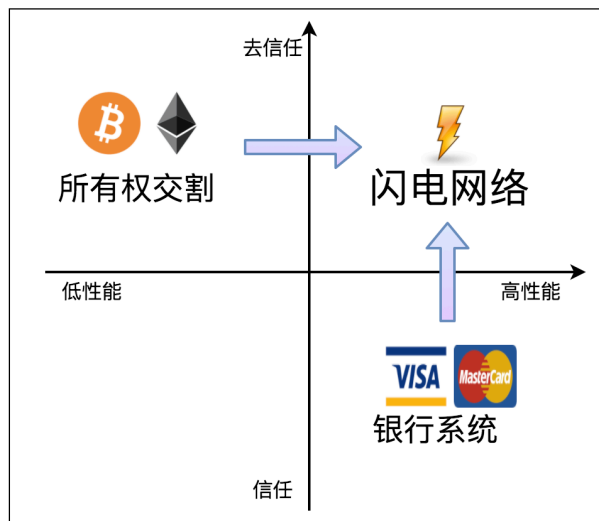 去信任
所有权交割
闪电网络
低性能
高性能
VISA
MasterCard
银行系统
信任